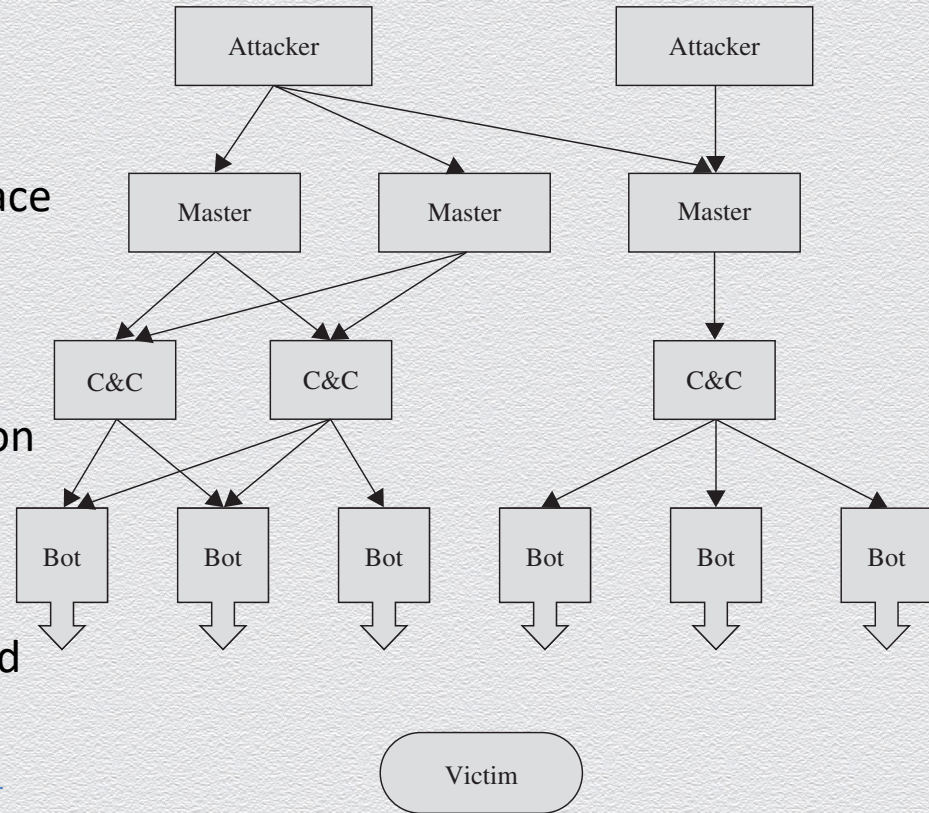 Attacker Attacker
ace
Master Master Master
C&C C&C C&C
on
Bot Bot Bot Bot Bot Bot
d
Victim